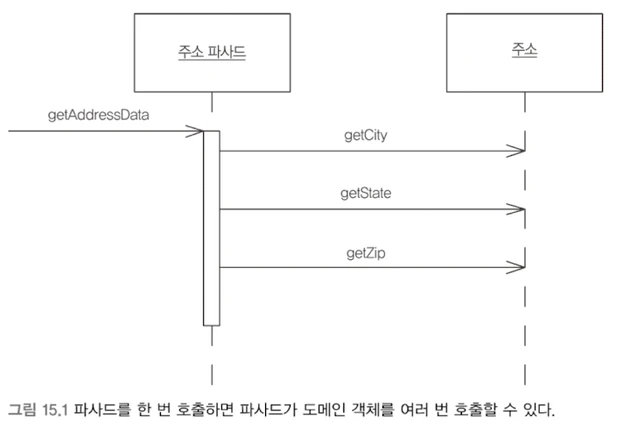 주소 파사드
주소
getAddressData
getCity
getState
getZip
그림 15.1 파사드를 한 번 호출하면 파사드가 도메인 객체를 여러 번 호출할 수 있다.